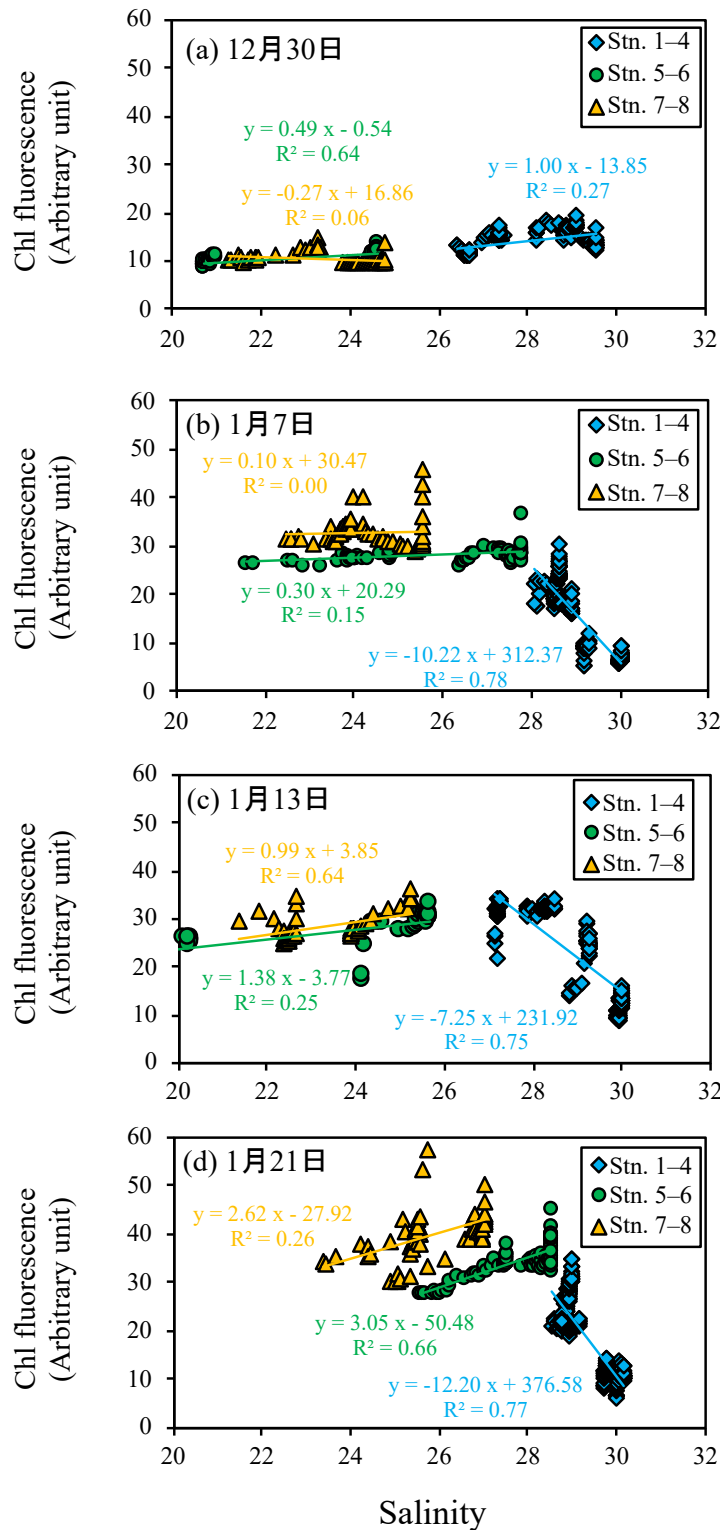 (a) 12月30日
Stn. 1–4
Stn. 5–6
Stn. 7–8
y = 0.49 x - 0.54
R² = 0.64
y = -0.27 x + 16.86
R² = 0.06
y = 1.00 x - 13.85
R² = 0.27
Chl fluorescence
(Arbitrary unit)
60
50
40
30
20
10
0
20 22 24 26 28 30 32
(b) 1月7日
Stn. 1–4
Stn. 5–6
Stn. 7–8
y = 0.10 x + 30.47
R² = 0.00
y = 0.30 x + 20.29
R² = 0.15
y = -10.22 x + 312.37
R² = 0.78
Chl fluorescence
(Arbitrary unit)
60
50
40
30
20
10
0
20 22 24 26 28 30 32
(c) 1月13日
Stn. 1–4
Stn. 5–6
Stn. 7–8
y = 0.99 x + 3.85
R² = 0.64
y = 1.38 x - 3.77
R² = 0.25
y = -7.25 x + 231.92
R² = 0.75
Chl fluorescence
(Arbitrary unit)
60
50
40
30
20
10
0
20 22 24 26 28 30 32
(d) 1月21日
Stn. 1–4
Stn. 5–6
Stn. 7–8
y = 2.62 x - 27.92
R² = 0.26
y = 3.05 x - 50.48
R² = 0.66
y = -12.20 x + 376.58
R² = 0.77
Chl fluorescence
(Arbitrary unit)
60
50
40
30
20
10
0
20 22 24 26 28 30 32
Salinity